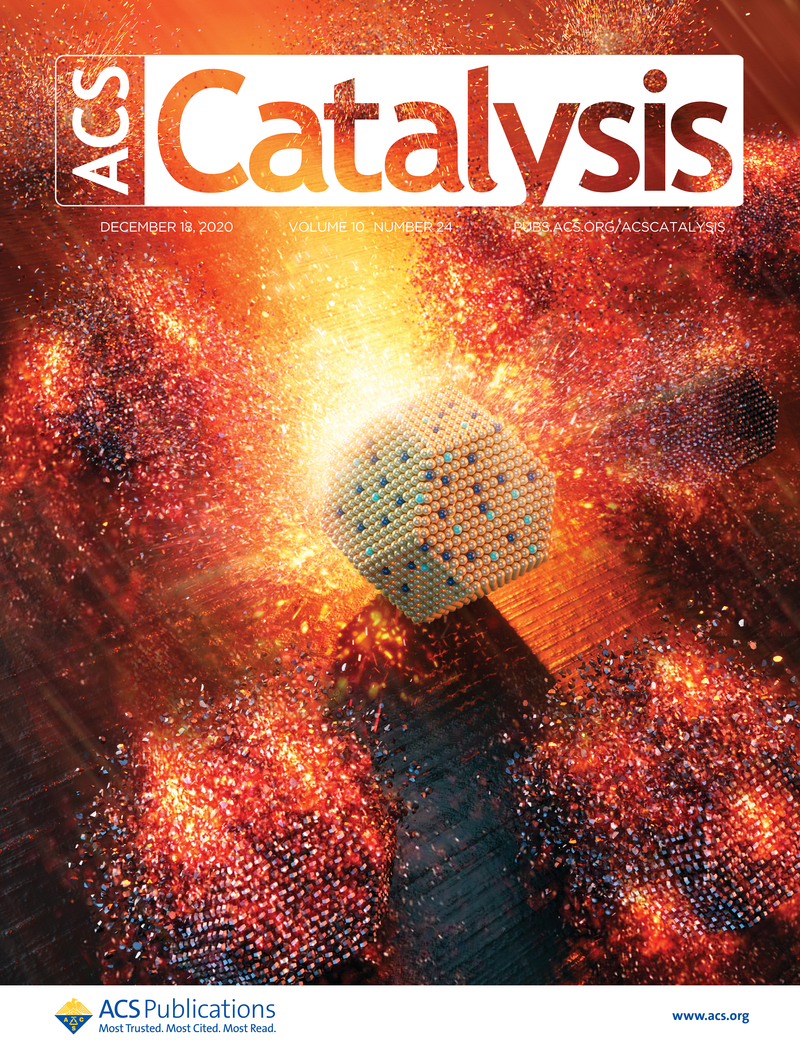 ACS Catalysis
DECEMBER 18, 2020 VOLUME 10 NUMBER 24 PUBS.ACS.ORG/ACSCATALYSIS
ACS Publications
Most Trusted. Most Cited. Most Read.
www.acs.org
A C S